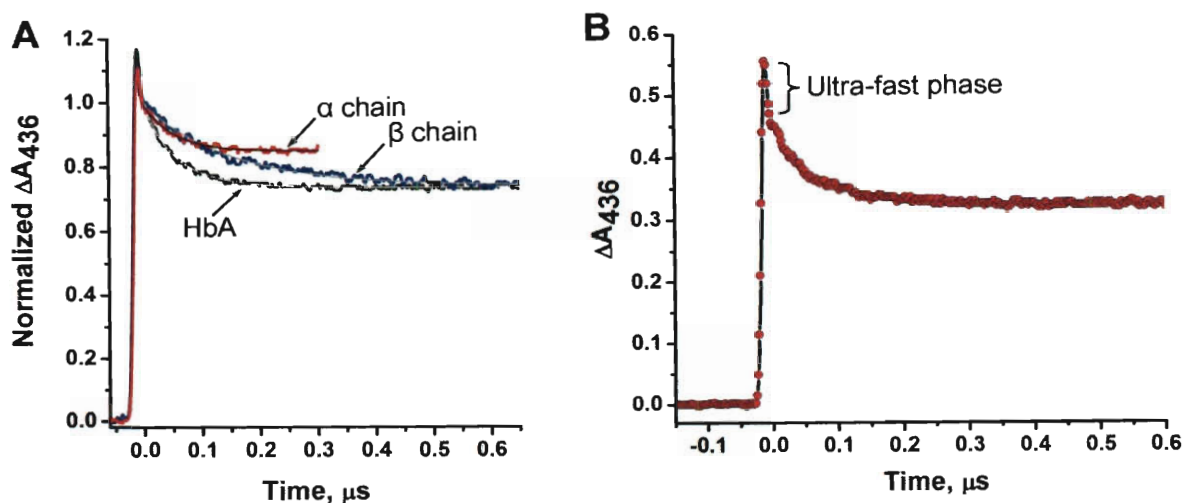 A
Normalized ΔA436
1.2
1.0
0.8
0.6
0.4
0.2
0.0
α chain
β chain
HbA
0.0 0.1 0.2 0.3 0.4 0.5 0.6
Time, μs
B
ΔA436
0.6
0.5
0.4
0.3
0.2
0.1
0.0
Ultra-fast phase
-0.1 0.0 0.1 0.2 0.3 0.4 0.5 0.6
Time, μs